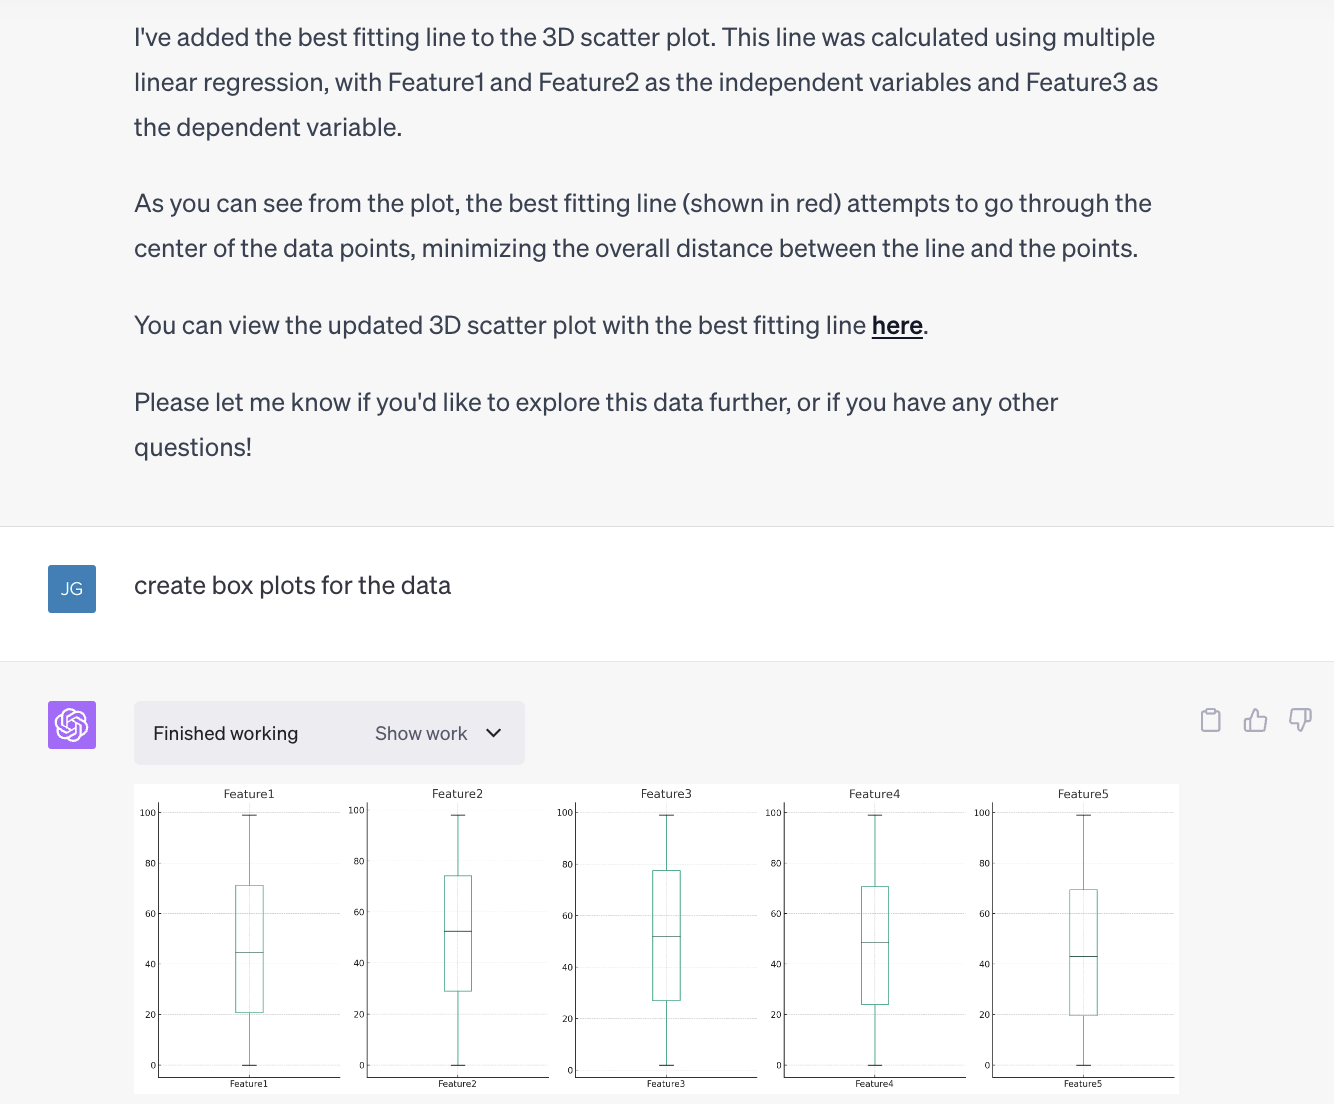 I've added the best fitting line to the 3D scatter plot. This line was calculated using multiple
linear regression, with Feature1 and Feature2 as the independent variables and Feature3 as
the dependent variable.
As you can see from the plot, the best fitting line (shown in red) attempts to go through the
center of the data points, minimizing the overall distance between the line and the points.
You can view the updated 3D scatter plot with the best fitting line here.
Please let me know if you'd like to explore this data further, or if you have any other
questions!
JG
create box plots for the data
Finished working
Show work
Feature1
100
80
60
40
20
0
Feature1
Feature2
100
80
60
40
20
0
Feature2
Feature3
100
80
60
40
20
0
Feature3
Feature4
100
80
60
40
20
0
Feature4
Feature5
100
80
60
40
20
0
Feature5